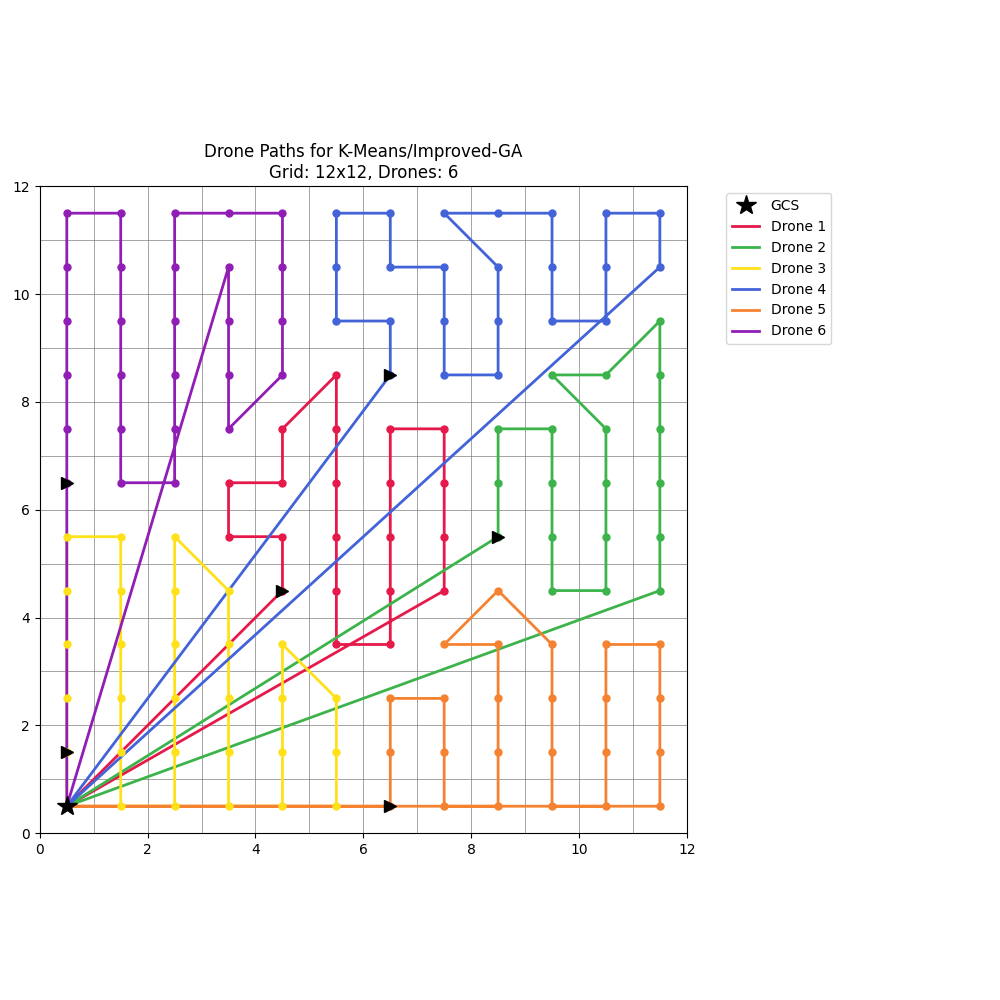 Drone Paths for K-Means/Improved-GA
Grid: 12x12, Drones: 6
12
10
8
6
4
2
0
0 2 4 6 8 10 12
GCS
Drone 1
Drone 2
Drone 3
Drone 4
Drone 5
Drone 6